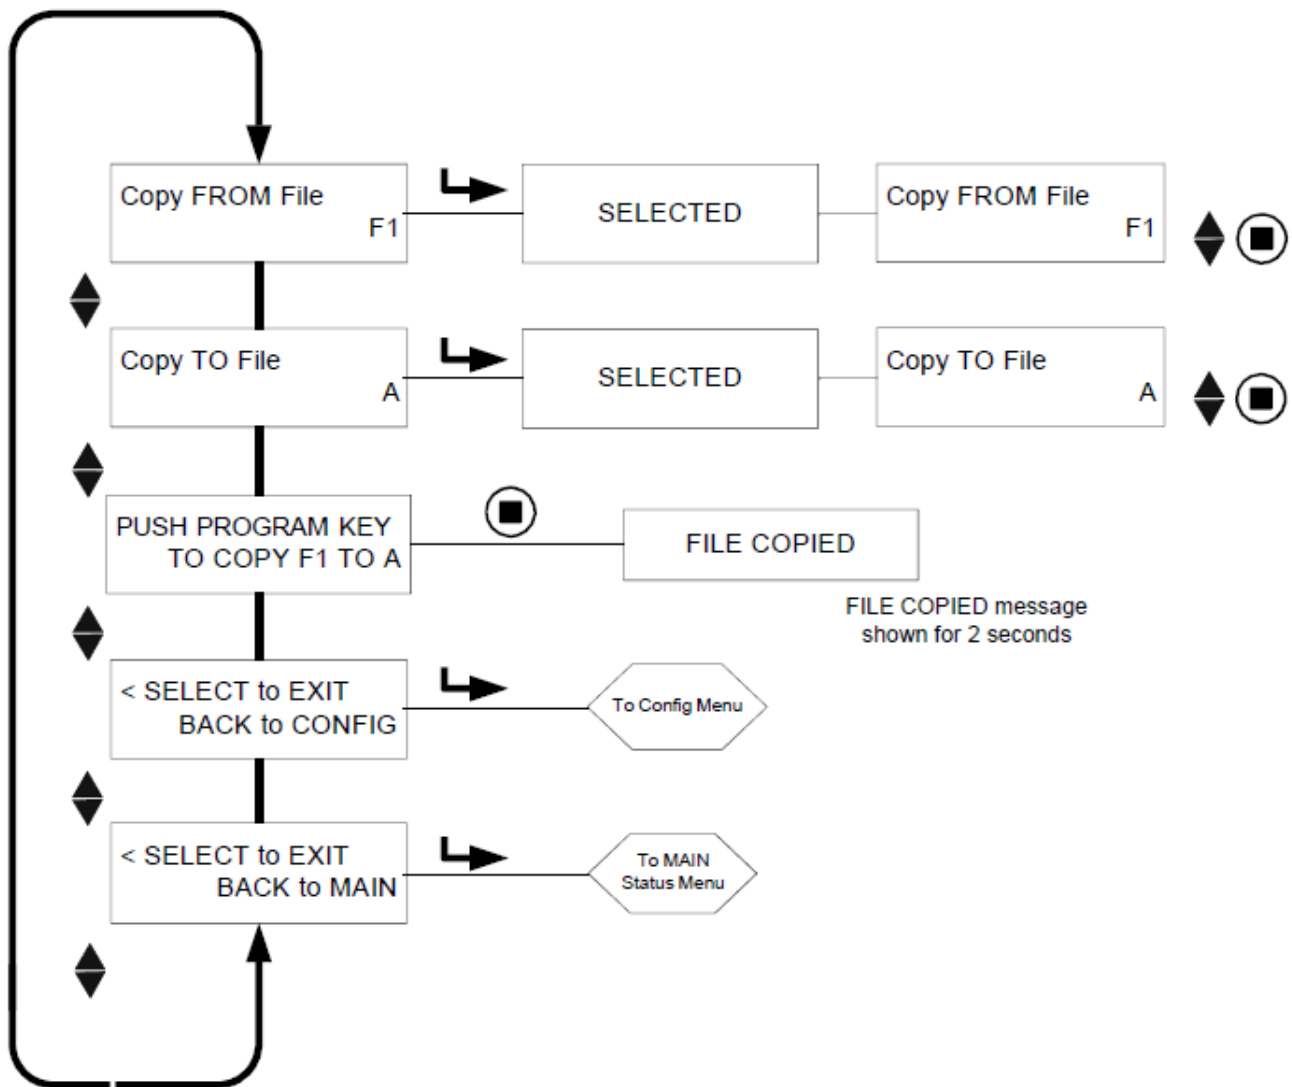 Copy FROM File
F1
SELECTED
Copy FROM File
F1
Copy TO File
A
SELECTED
Copy TO File
A
PUSH PROGRAM KEY
TO COPY F1 TO A
FILE COPIED
FILE COPIED message
shown for 2 seconds
< SELECT to EXIT
BACK to CONFIG
To Config Menu
< SELECT to EXIT
BACK to MAIN
To MAIN
Status Menu